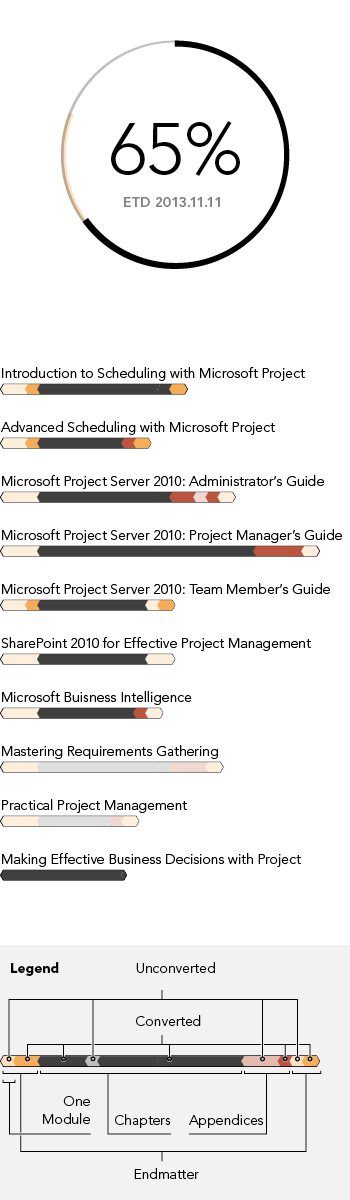 65%
ETD 2013.11.11
Introduction to Scheduling with Microsoft Project
Advanced Scheduling with Microsoft Project
Microsoft Project Server 2010: Administrator's Guide
Microsoft Project Server 2010: Project Manager's Guide
Microsoft Project Server 2010: Team Member's Guide
SharePoint 2010 for Effective Project Management
Microsoft Buisness Intelligence
Mastering Requirements Gathering
Practical Project Management
Making Effective Business Decisions with Project
Legend
Unconverted
Converted
One
Module
Chapters
Appendices
Endmatter